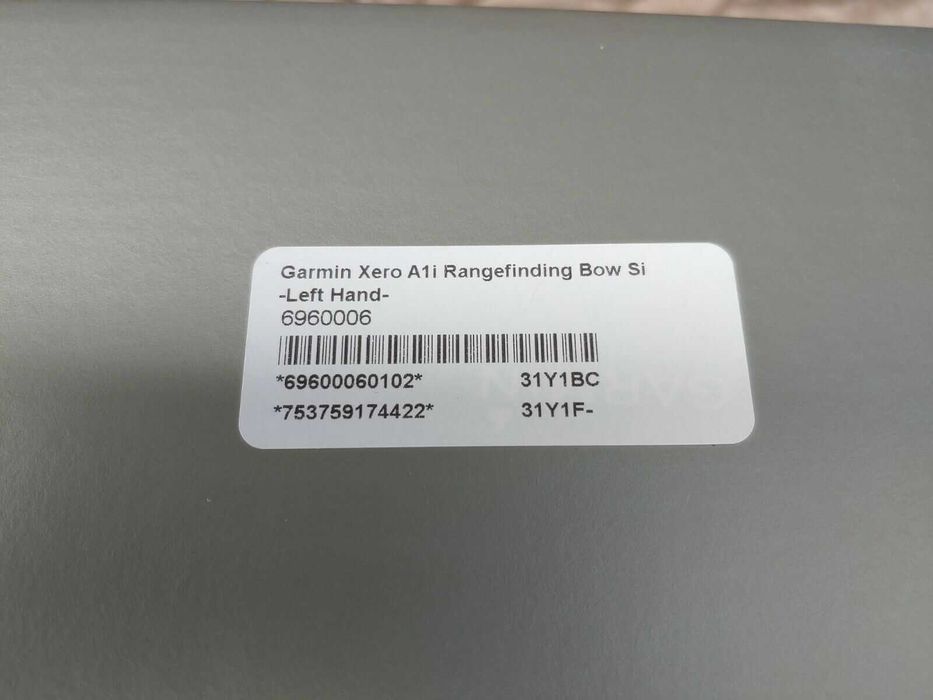 Garmin Xero A1i Rangefinding Bow Si
-Left Hand-
6960006
*69600060102* 31Y1BC
*753759174422* 31Y1F-